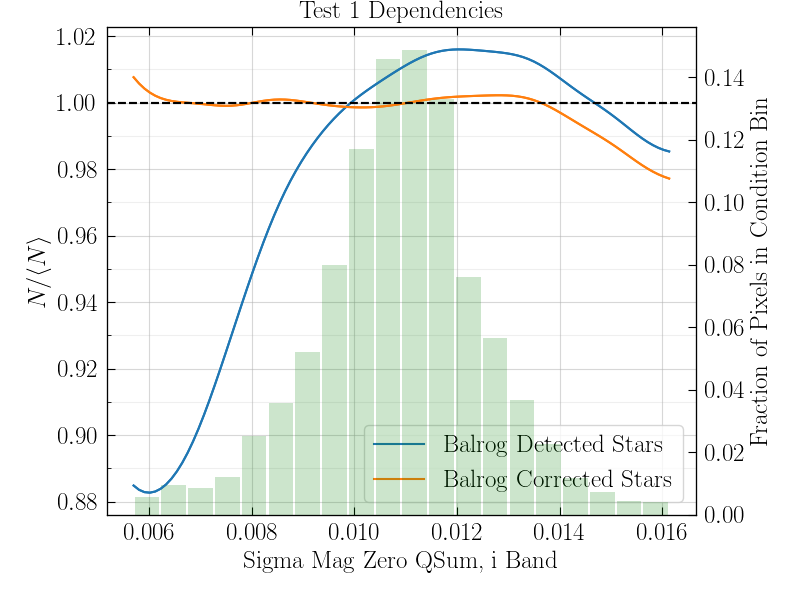 Test 1 Dependencies
1.02
1.00
0.98
0.96
0.94
0.92
0.90
0.88
N/⟨N⟩
0.14
0.12
0.10
0.08
0.06
0.04
0.02
0.00
Fraction of Pixels in Condition Bin
Balrog Detected Stars
Balrog Corrected Stars
0.006 0.008 0.010 0.012 0.014 0.016
Sigma Mag Zero QSum, i Band